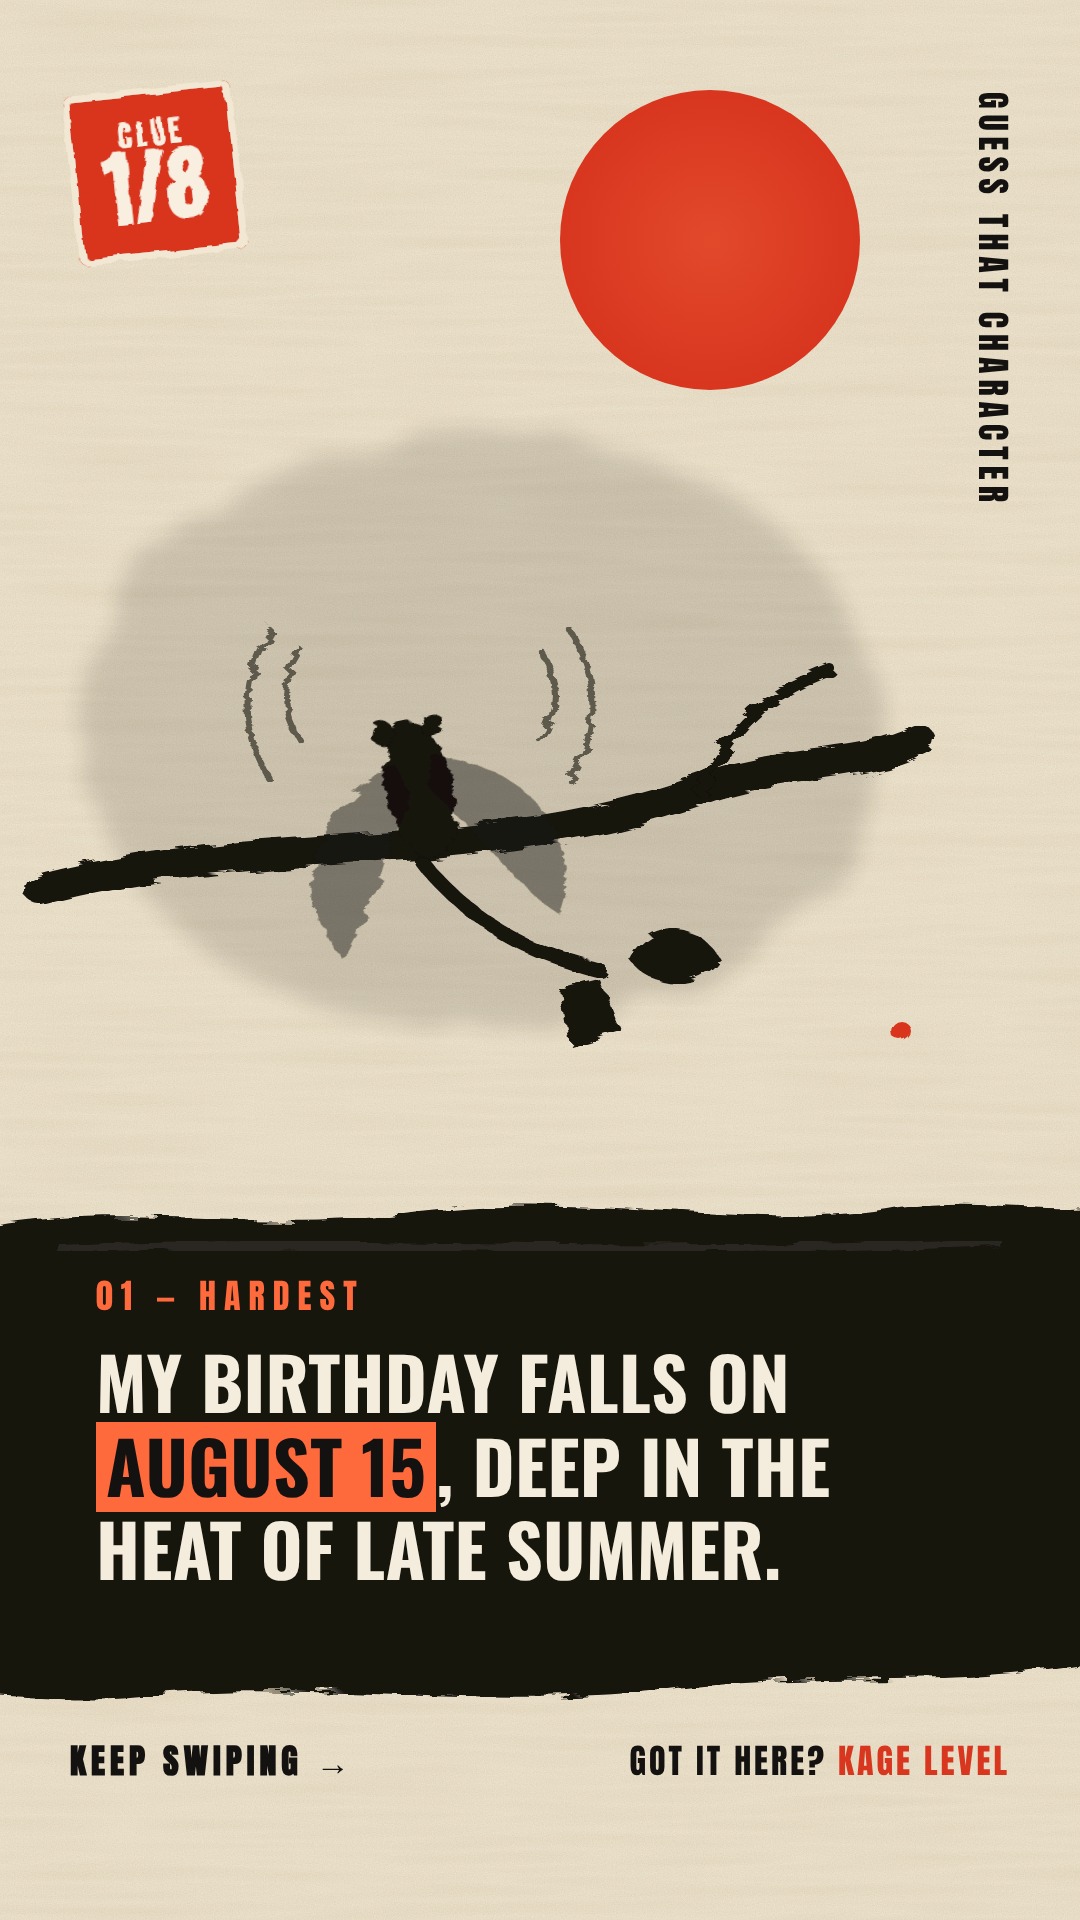 CLUE
1/8
GUESS THAT CHARACTER
01 – HARDEST
MY BIRTHDAY FALLS ON
AUGUST 15, DEEP IN THE
HEAT OF LATE SUMMER.
KEEP SWIPING →
GOT IT HERE? KAGE LEVEL